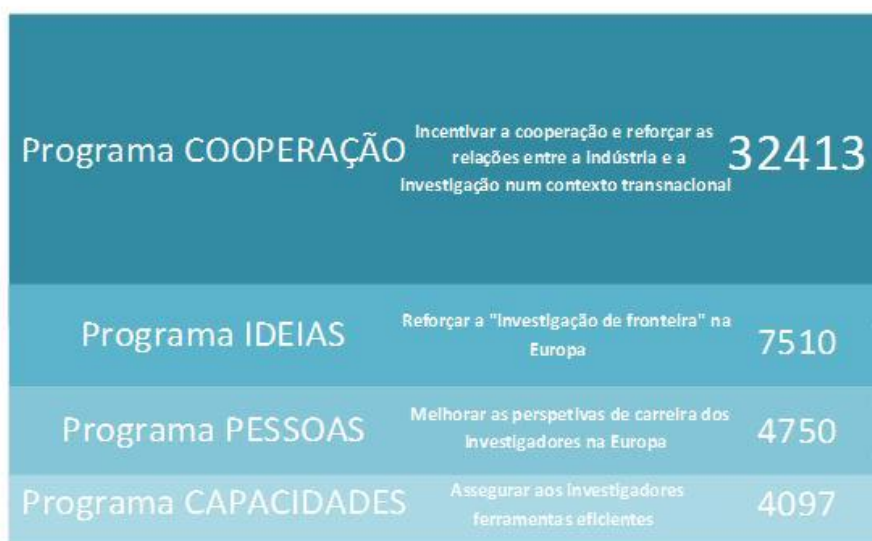 Programa COOPERAÇÃO
Incentivar a cooperação e reforçar as
relações entre a indústria e a
investigação num contexto transnacional
32413
Programa IDEIAS
Reforçar a "investigação de fronteira" na
Europa
7510
Programa PESSOAS
Melhorar as perspetivas de carreira dos
investigadores na Europa
4750
Programa CAPACIDADES
Assegurar aos investigadores
ferramentas eficientes
4097